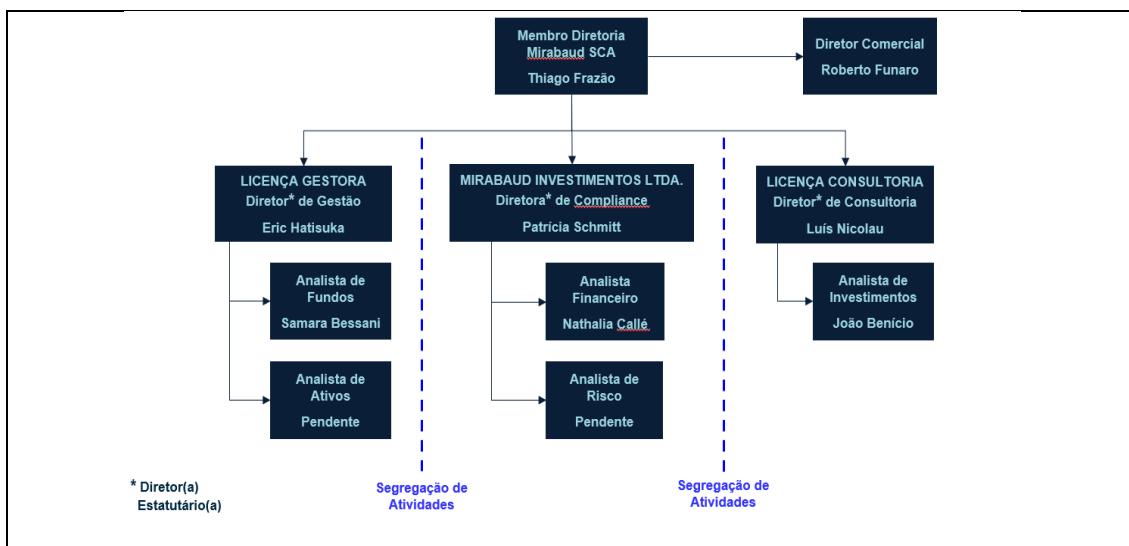 Membro Diretoria
Mirabaud SCA
Thiago Frazão
Diretor Comercial
Roberto Funaro
LICENÇA GESTORA
Diretor* de Gestão
Eric Hatisuka
MIRABAUD INVESTIMENTOS LTDA.
Diretora* de Compliance
Patrícia Schmitt
LICENÇA CONSULTORIA
Diretor* de Consultoria
Luís Nicolau
Analista de
Fundos
Samara Bessani
Analista
Financeiro
Nathalia Callé
Analista de
Investimentos
João Benício
Analista de
Ativos
Pendente
Analista de
Risco
Pendente
* Diretor(a)
Estatutário(a)
Segregação de
Atividades
Segregação de
Atividades